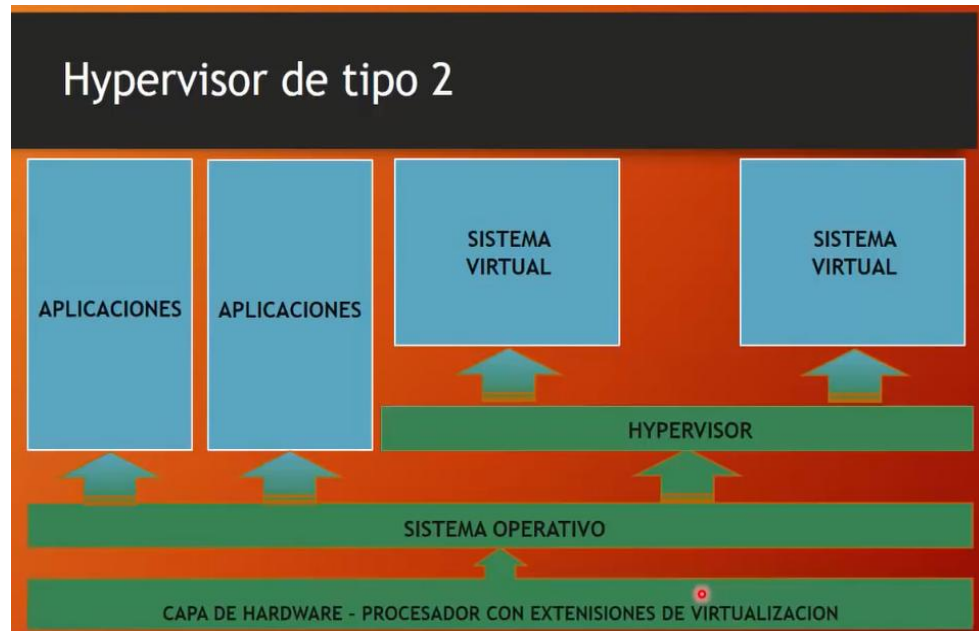 Hypervisor de tipo 2
APLICACIONES
APLICACIONES
SISTEMA
VIRTUAL
SISTEMA
VIRTUAL
HYPERVISOR
SISTEMA OPERATIVO
CAPA DE HARDWARE - PROCESADOR CON EXTENISIONES DE VIRTUALIZACION